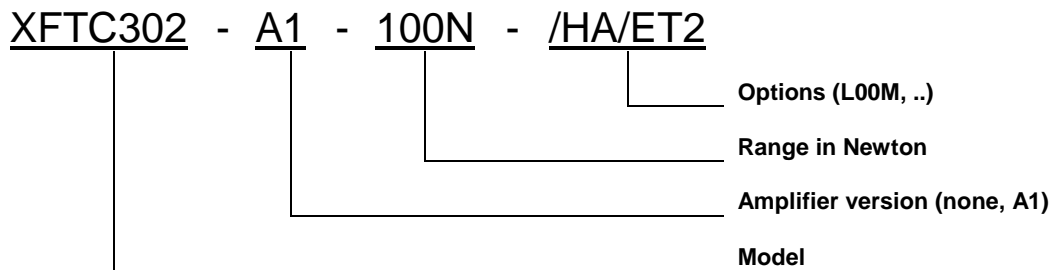 XFTC302 - A1 - 100N - /HA/ET2
Options (L00M, ..)
Range in Newton
Amplifier version (none, A1)
Model